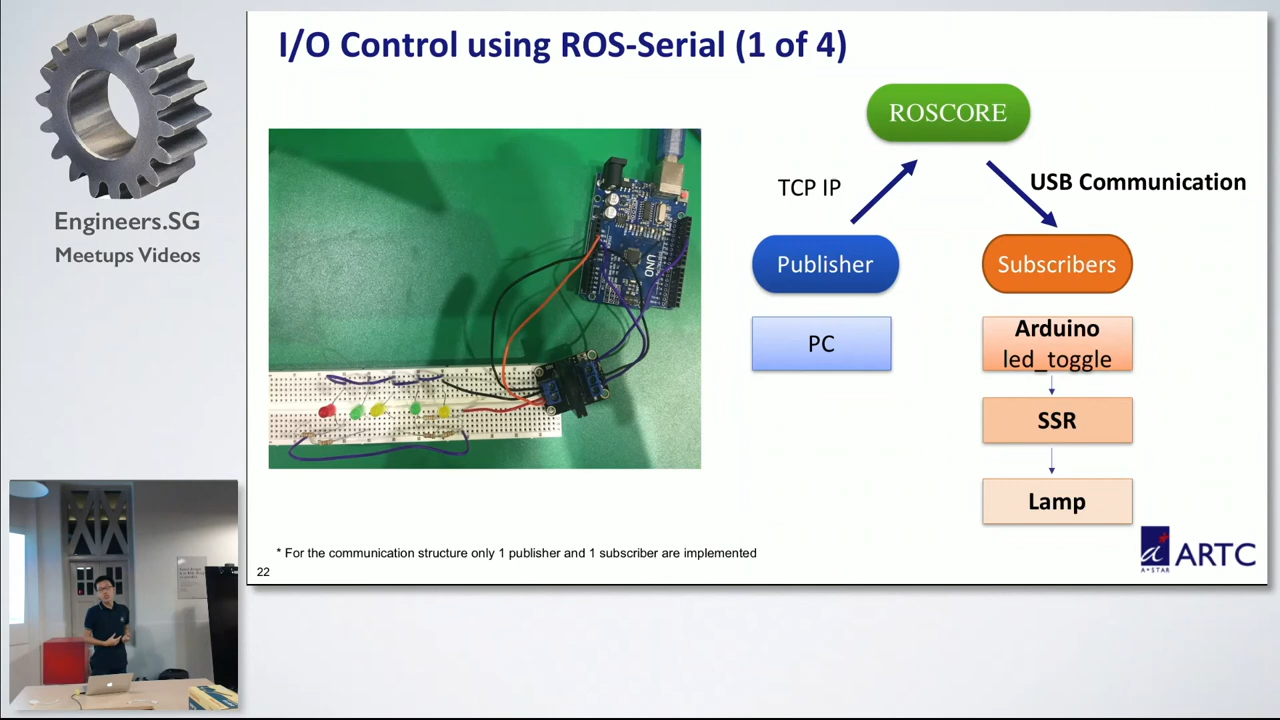 I/O Control using ROS-Serial (1 of 4)
ROSCORE
TCP IP
USB Communication
Publisher
Subscribers
PC
Arduino
led_toggle
SSR
Lamp
UNO
Engineers.SG
Meetups Videos
* For the communication structure only 1 publisher and 1 subscriber are implemented
22
ARTC
A*STAR